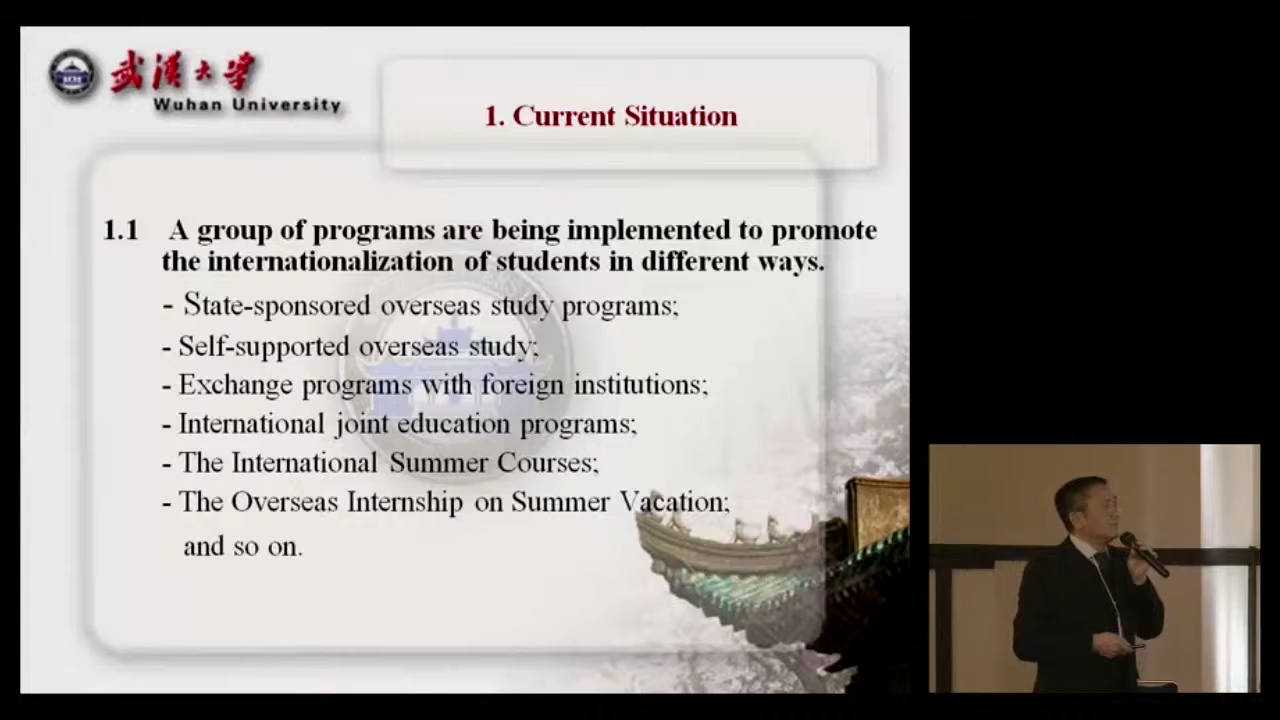 武漢大学
Wuhan University
1. Current Situation
1.1 A group of programs are being implemented to promote
the internationalization of students in different ways.
- State-sponsored overseas study programs;
- Self-supported overseas study;
- Exchange programs with foreign institutions;
- International joint education programs;
- The International Summer Courses;
- The Overseas Internship on Summer Vacation;
and so on.